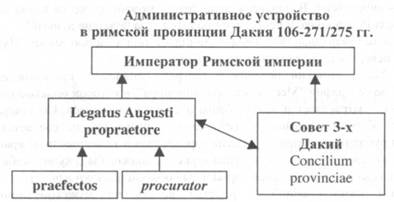 Административное устройство
в римской провинции Дакия 106-271/275 гг.
Император Римской империи
Legatus Augusti
propraetore
Совет 3-х
Дакий
Concilium
provinciae
praefectos
procurator